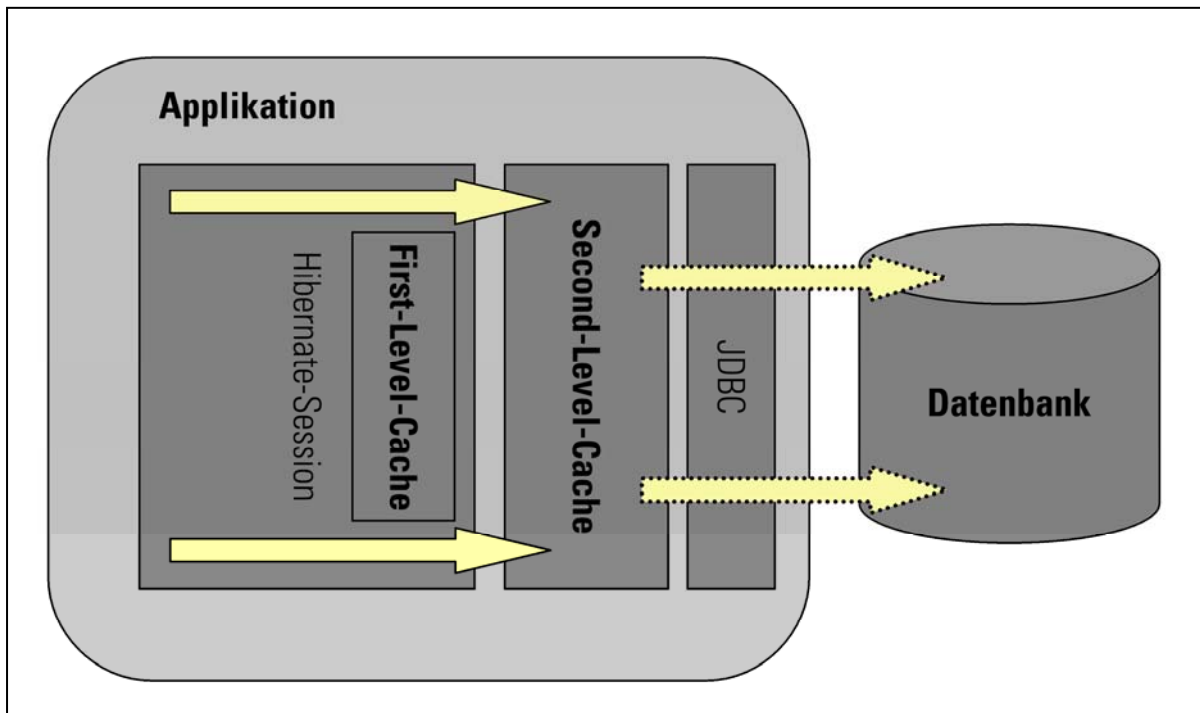 Applikation
Hibernate-Session
First-Level-Cache
Second-Level-Cache
JDBC
Datenbank